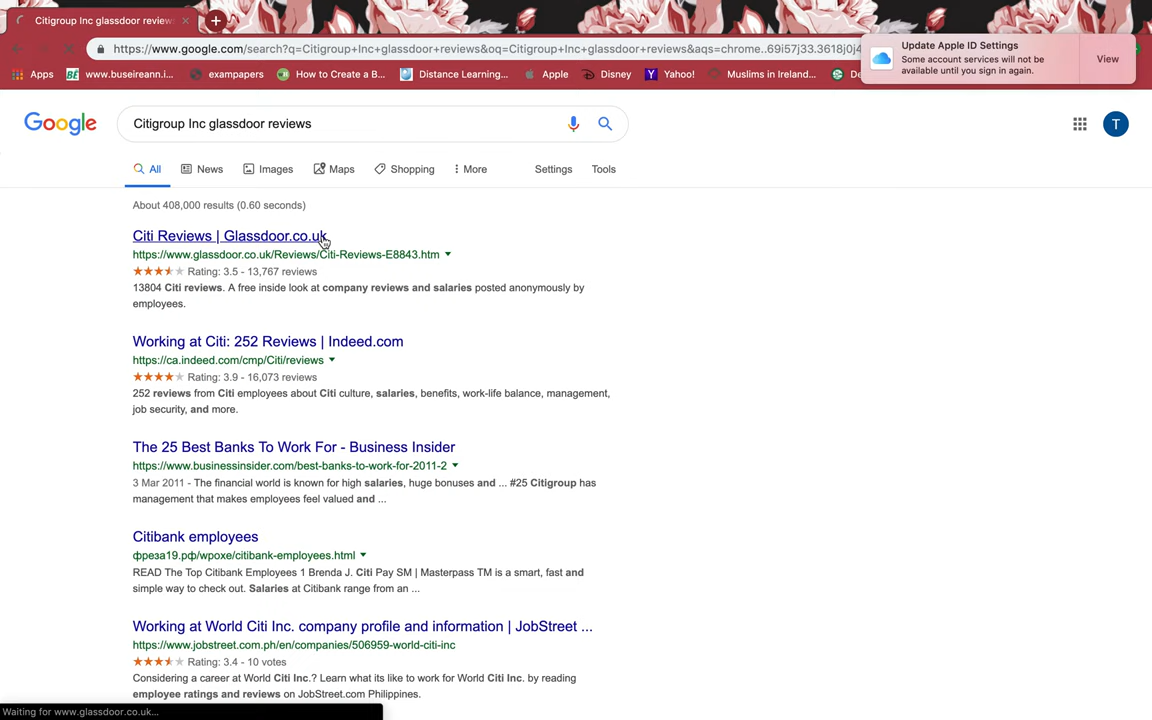 Citigroup Inc glassdoor review
https://www.google.com/search?q=Citigroup+Inc+glassdoor+reviews&oq=Citigroup+Inc+glassdoor+reviews&aqs=chrome..69i57j33.3618j0j4
Update Apple ID Settings
Some account services will not be
available until you sign in again.
View
Apps
BÉ www.buseireann.i...
exampapers
How to Create a B...
Distance Learning...
Apple
Disney
Yahoo!
Muslims in Ireland...
De
Google
Citigroup Inc glassdoor reviews
T
All
News
Images
Maps
Shopping
More
Settings
Tools
About 408,000 results (0.60 seconds)
Citi Reviews | Glassdoor.co.uk
https://www.glassdoor.co.uk/Reviews/Citi-Reviews-E8843.htm
Rating: 3.5 - 13,767 reviews
13804 Citi reviews. A free inside look at company reviews and salaries posted anonymously by
employees.
Working at Citi: 252 Reviews | Indeed.com
https://ca.indeed.com/cmp/Citi/reviews
Rating: 3.9 - 16,073 reviews
252 reviews from Citi employees about Citi culture, salaries, benefits, work-life balance, management,
job security, and more.
The 25 Best Banks To Work For - Business Insider
https://www.businessinsider.com/best-banks-to-work-for-2011-2
3 Mar 2011 - The financial world is known for high salaries, huge bonuses and ... #25 Citigroup has
management that makes employees feel valued and ...
Citibank employees
фреза19.рф/wpoxe/citibank-employees.html
READ The Top Citibank Employees 1 Brenda J. Citi Pay SM | Masterpass TM is a smart, fast and
simple way to check out. Salaries at Citibank range from an ...
Working at World Citi Inc. company profile and information | JobStreet ...
https://www.jobstreet.com.ph/en/companies/506959-world-citi-inc
Rating: 3.4 - 10 votes
Considering a career at World Citi Inc.? Learn what its like to work for World Citi Inc. by reading
employee ratings and reviews on JobStreet.com Philippines.
Waiting for www.glassdoor.co.uk...